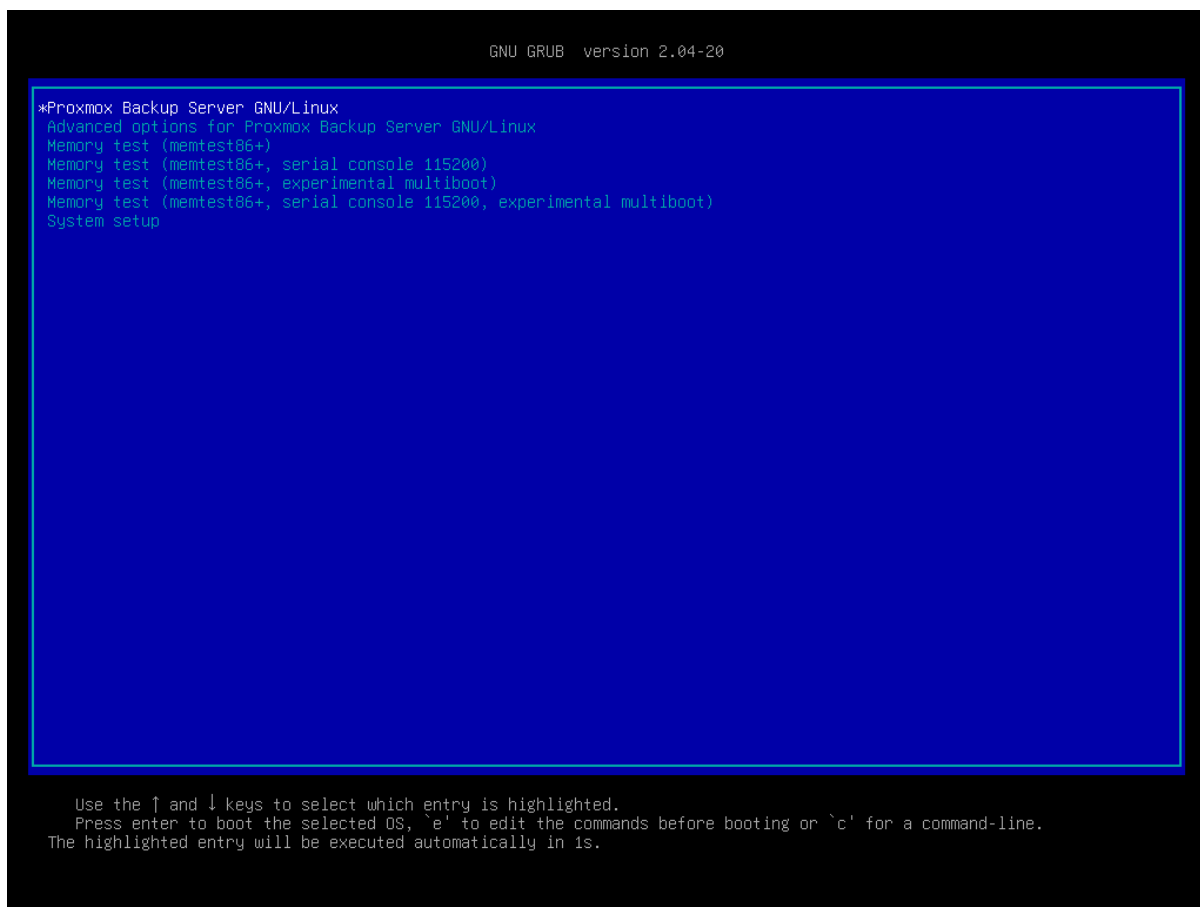 GNU GRUB  version 2.04-20
*Proxmox Backup Server GNU/Linux
Advanced options for Proxmox Backup Server GNU/Linux
Memory test (memtest86+)
Memory test (memtest86+, serial console 115200)
Memory test (memtest86+, experimental multiboot)
Memory test (memtest86+, serial console 115200, experimental multiboot)
System setup
Use the ↑ and ↓ keys to select which entry is highlighted.
Press enter to boot the selected OS, `e' to edit the commands before booting or `c' for a command-line.
The highlighted entry will be executed automatically in 1s.